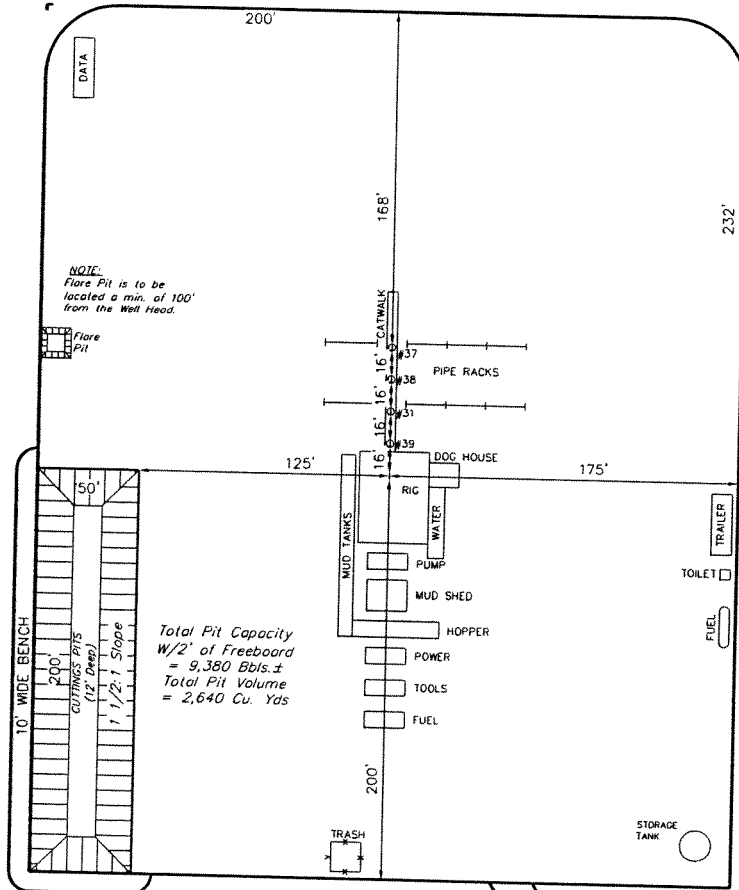 200'
DATA
168'
232'
NOTE:
Flare Pit is to be
located a min. of 100'
from the Well Head.
Flare
Pit
CATWALK
#37
16'
PIPE RACKS
#38
16'
#31
16'
#39
16'
DOG HOUSE
125'
175'
50'
RIG
MUD TANKS
WATER
TRAILER
PUMP
TOILET
MUD SHED
FUEL
HOPPER
10' WIDE BENCH
200'
CUTTINGS PITS
(12' Deep)
1 1/2:1 Slope
Total Pit Capacity
W/2' of Freeboard
= 9,380 Bbls.±
Total Pit Volume
= 2,640 Cu. Yds
POWER
TOOLS
FUEL
200'
TRASH
STORAGE
TANK